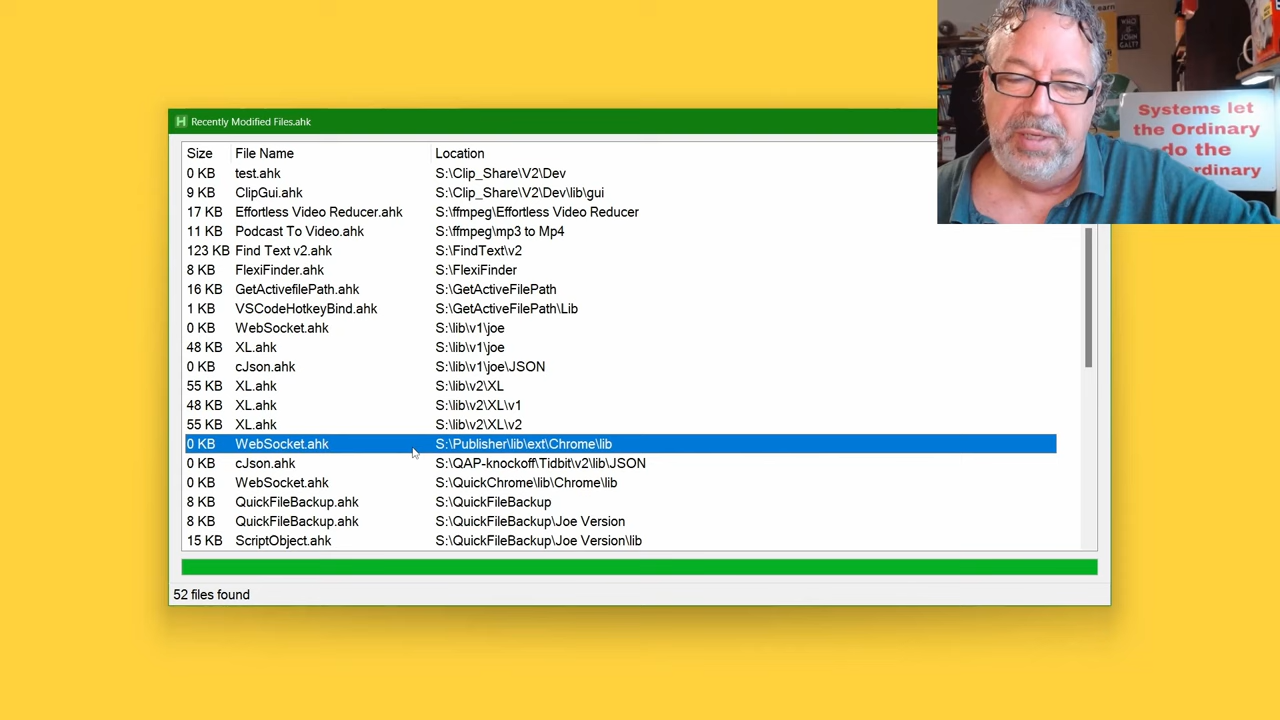 Recently Modified Files.ahk
Size File Name Location
0 KB test.ahk S:\Clip_Share\V2\Dev
9 KB ClipGui.ahk S:\Clip_Share\V2\Dev\lib\gui
17 KB Effortless Video Reducer.ahk S:\ffmpeg\Effortless Video Reducer
11 KB Podcast To Video.ahk S:\ffmpeg\mp3 to Mp4
123 KB Find Text v2.ahk S:\FindText\v2
8 KB FlexiFinder.ahk S:\FlexiFinder
16 KB GetActivefilePath.ahk S:\GetActiveFilePath
1 KB VSCodeHotkeyBind.ahk S:\GetActiveFilePath\Lib
0 KB WebSocket.ahk S:\lib\v1\joe
48 KB XL.ahk S:\lib\v1\joe
0 KB cJson.ahk S:\lib\v1\joe\JSON
55 KB XL.ahk S:\lib\v2\XL
48 KB XL.ahk S:\lib\v2\XL\v1
55 KB XL.ahk S:\lib\v2\XL\v2
0 KB WebSocket.ahk S:\Publisher\lib\ext\Chrome\lib
0 KB cJson.ahk S:\QAP-knockoff\Tidbit\v2\lib\JSON
0 KB WebSocket.ahk S:\QuickChrome\lib\Chrome\lib
8 KB QuickFileBackup.ahk S:\QuickFileBackup
8 KB QuickFileBackup.ahk S:\QuickFileBackup\Joe Version
15 KB ScriptObject.ahk S:\QuickFileBackup\Joe Version\lib
52 files found
earn
WHO
IS
JOHN
GALT?
Systems let
the Ordinary
do the
rdinary